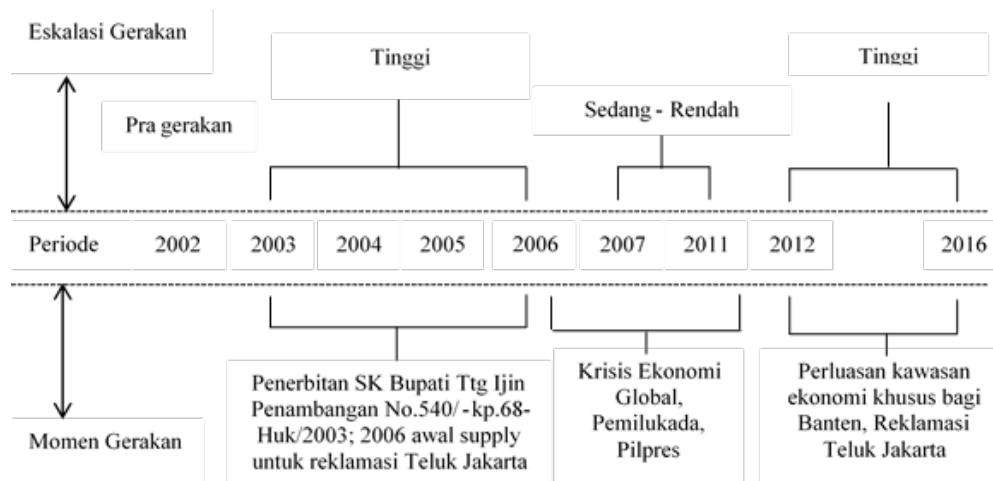 Eskalasi Gerakan
Tinggi
Tinggi
Pra gerakan
Sedang - Rendah
Periode 2002 2003 2004 2005 2006 2007 2011 2012 2016
Penerbitan SK Bupati Ttg Ijin
Penambangan No.540/-kp.68-
Huk/2003; 2006 awal supply
untuk reklamasi Teluk Jakarta
Krisis Ekonomi
Global,
Pemilukada,
Pilpres
Perluasan kawasan
ekonomi khusus bagi
Banten, Reklamasi
Teluk Jakarta
Momen Gerakan